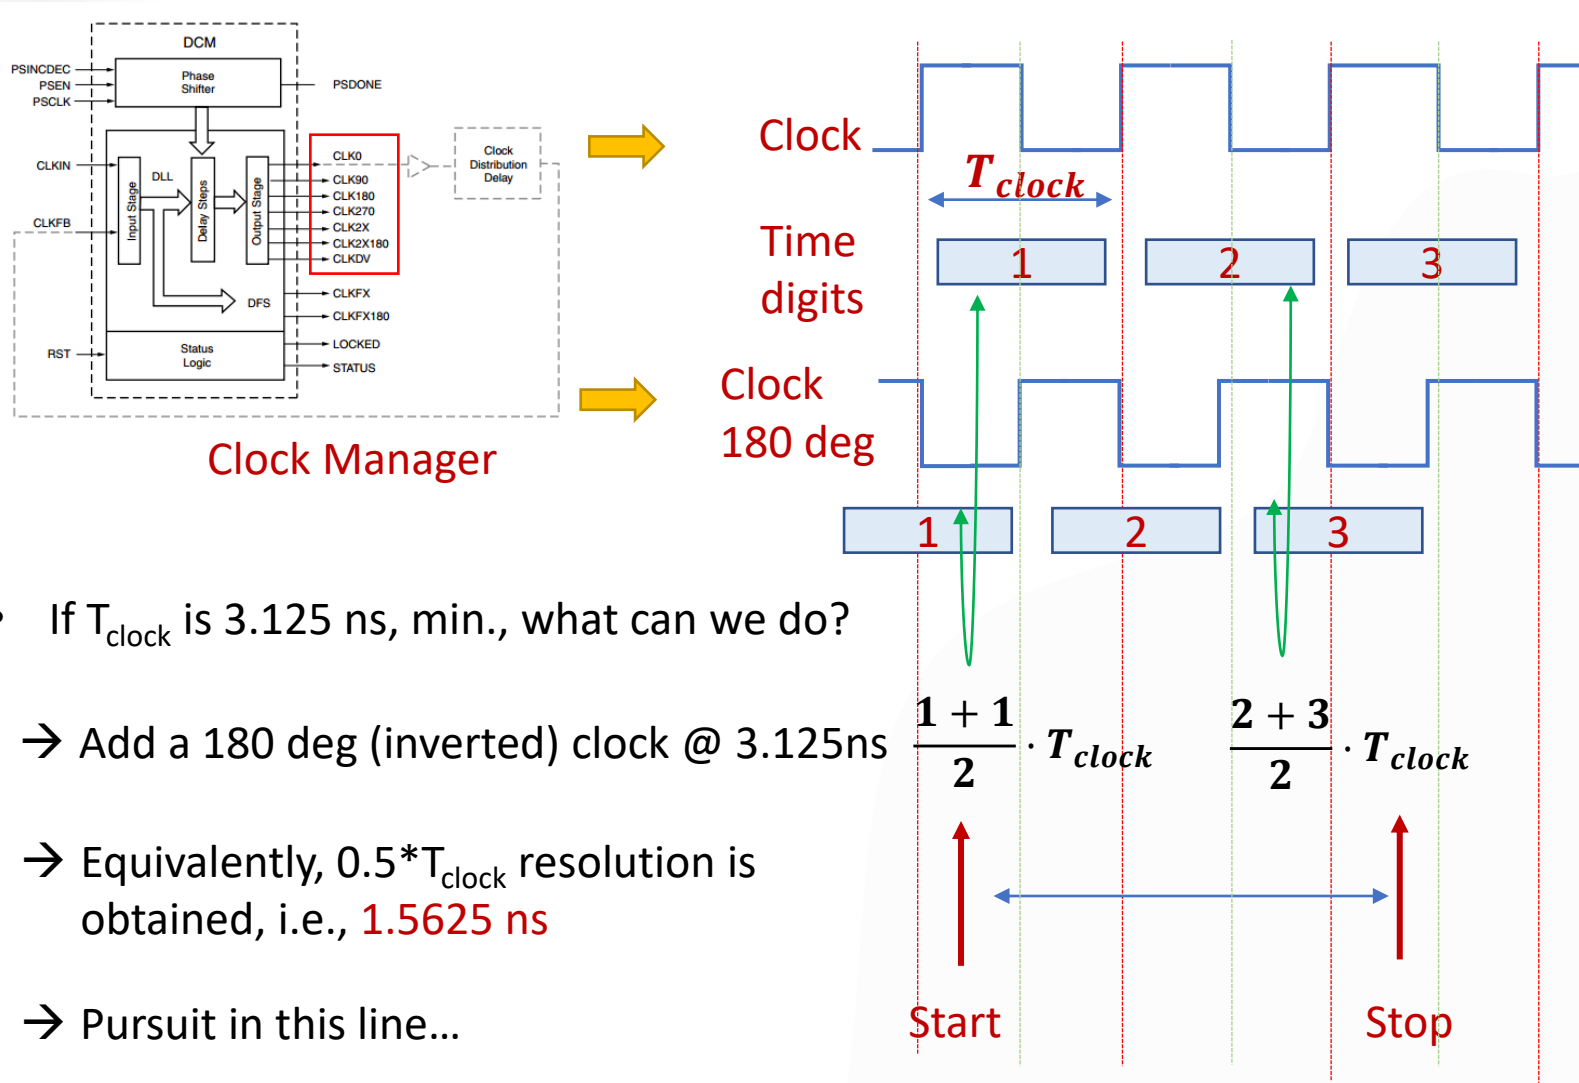 DCM
PSINCDEC
PSEN
PSCLK
Phase
Shifter
PSDONE
CLKIN
CLKFB
DLL
Input Stage
Delay Steps
Output Stage
CLK0
CLK90
CLK180
CLK270
CLK2X
CLK2X180
CLKDV
Clock
Distribution
Delay
DFS
CLKFX
CLKFX180
RST
Status
Logic
LOCKED
STATUS
Clock Manager
Clock
T_clock
Time
digits
1 2 3
Clock
180 deg
1 2 3
• If T_clock is 3.125 ns, min., what can we do?
→ Add a 180 deg (inverted) clock @ 3.125ns
→ Equivalently, 0.5*T_clock resolution is
obtained, i.e., 1.5625 ns
→ Pursuit in this line…
(1 + 1)/2 · T_clock
(2 + 3)/2 · T_clock
Start
Stop